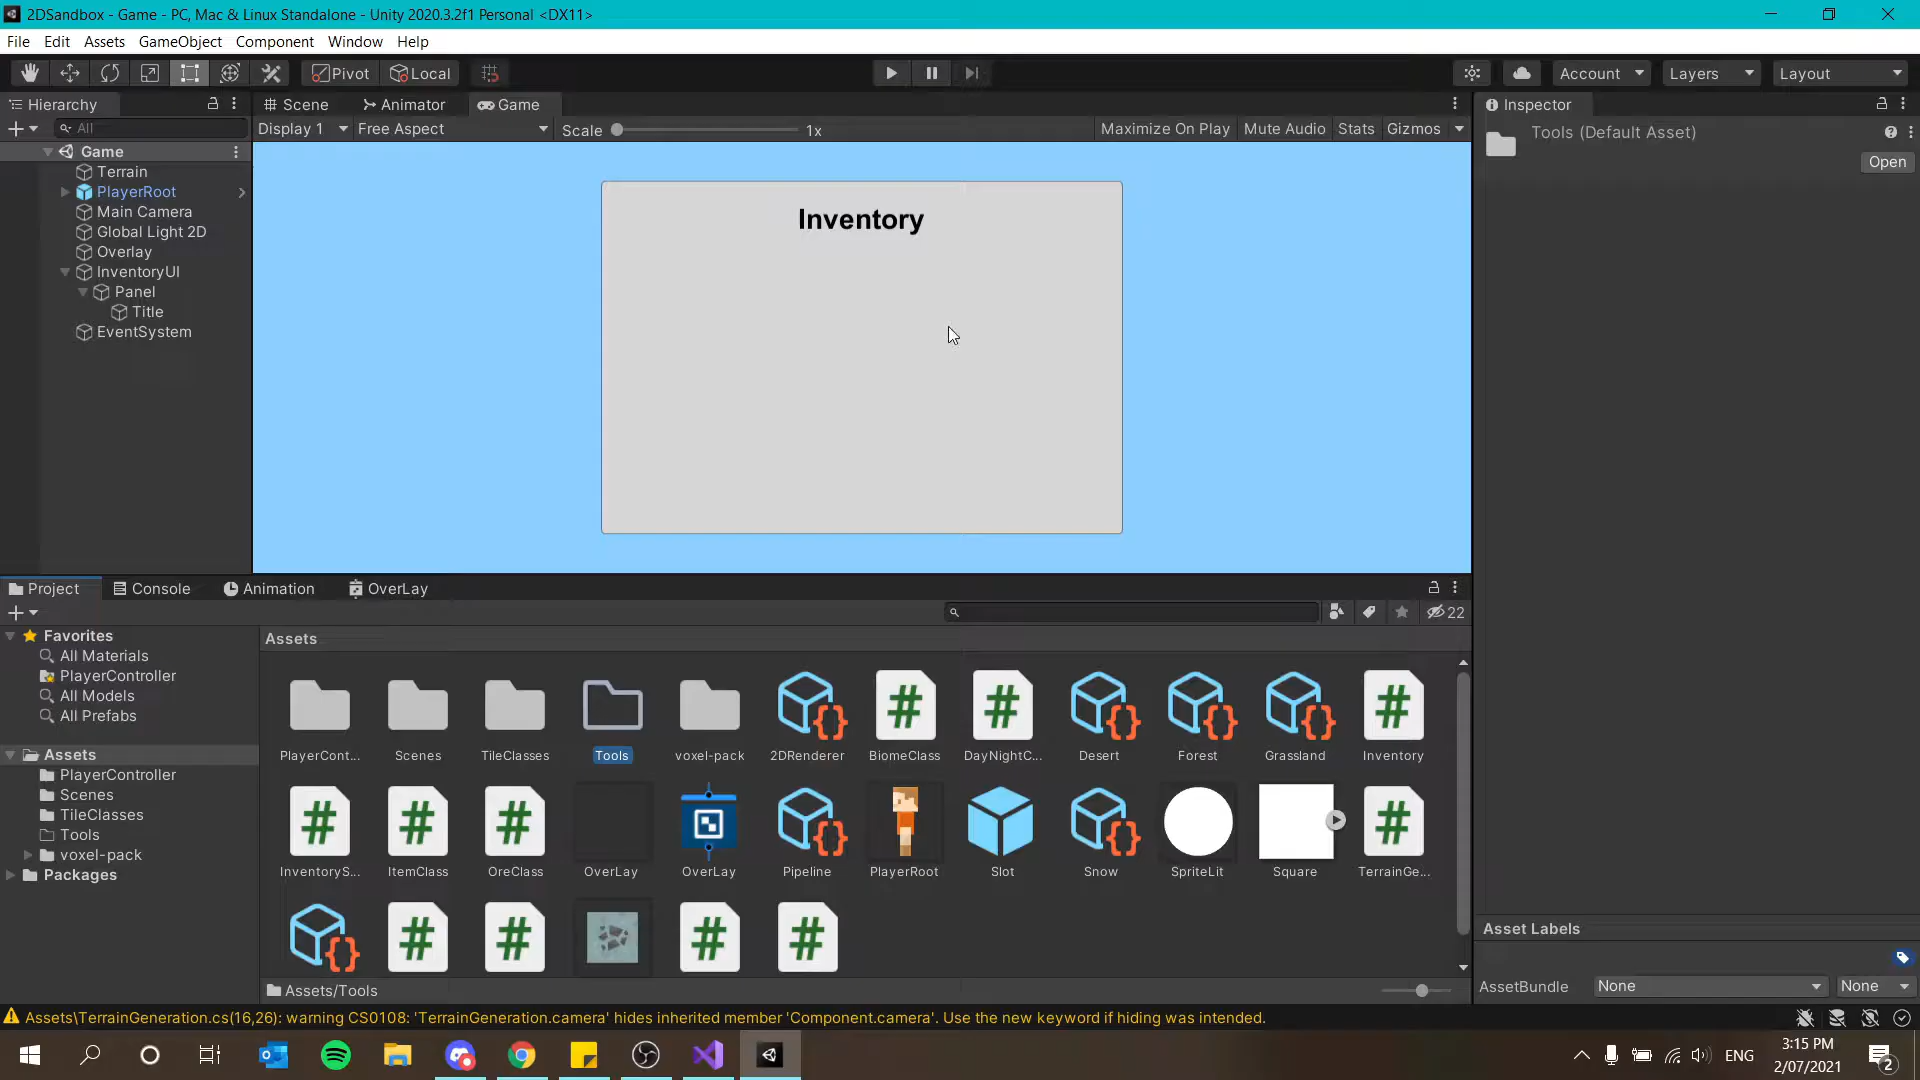 2DSandbox - Game - PC, Mac & Linux Standalone - Unity 2020.3.2f1 Personal <DX11>
File Edit Assets GameObject Component Window Help
Pivot Local Account Layers Layout
Hierarchy Scene Animator Game Inspector
All Display 1 Free Aspect Scale 1x Maximize On Play Mute Audio Stats Gizmos
Tools (Default Asset)
Open
Game
Terrain
PlayerRoot
Main Camera
Global Light 2D
Overlay
InventoryUI
Panel
Title
EventSystem
Inventory
Project Console Animation OverLay
22
Favorites
All Materials
PlayerController
All Models
All Prefabs
Assets
PlayerController
Scenes
TileClasses
Tools
voxel-pack
Packages
Assets
PlayerCont... Scenes TileClasses Tools voxel-pack 2DRenderer BiomeClass DayNightC... Desert Forest Grassland Inventory
InventoryS... ItemClass OreClass OverLay OverLay Pipeline PlayerRoot Slot Snow SpriteLit Square TerrainGe...
Assets/Tools
Asset Labels
AssetBundle None None
Assets\TerrainGeneration.cs(16,26): warning CS0108: 'TerrainGeneration.camera' hides inherited member 'Component.camera'. Use the new keyword if hiding was intended.
ENG
3:15 PM
2/07/2021
2